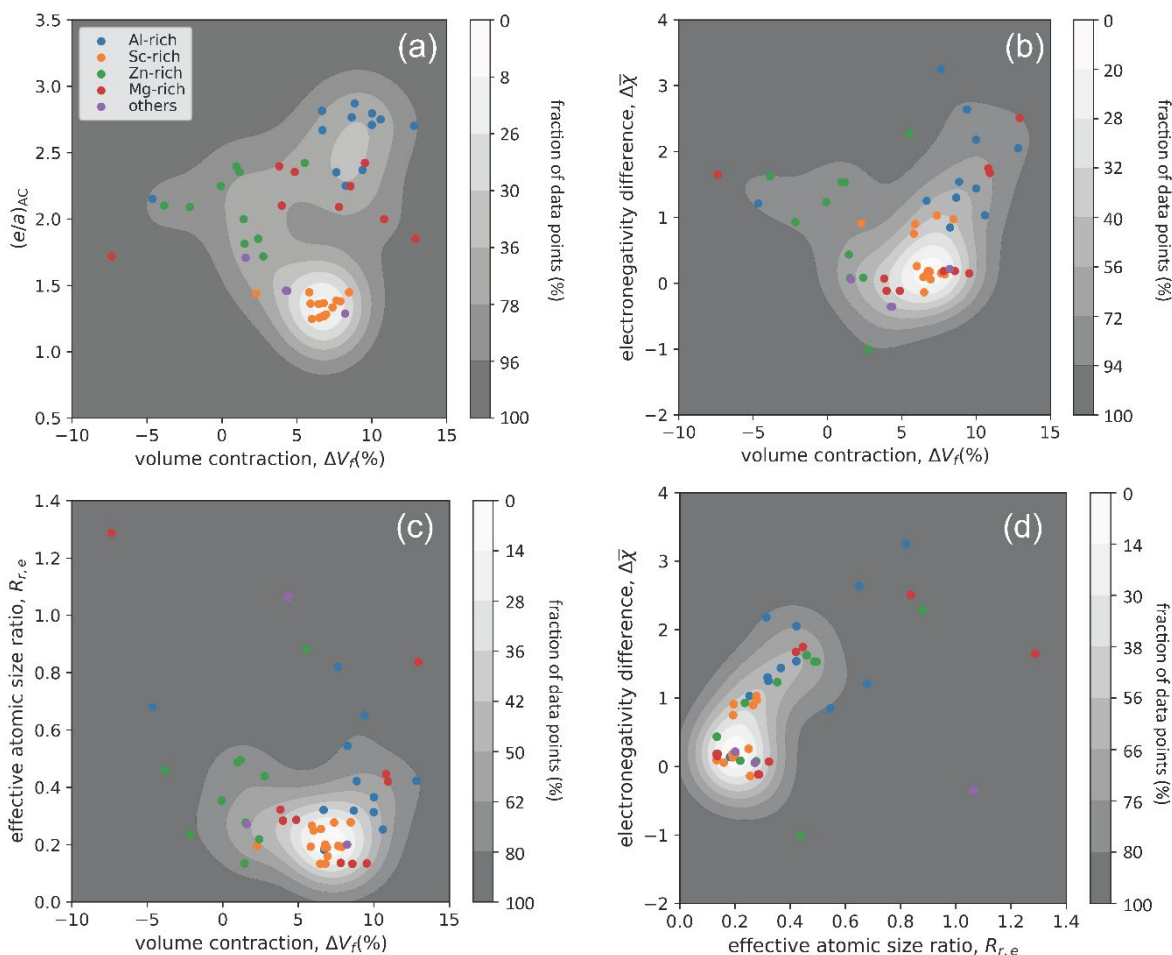 (a)
3.5
3.0
2.5
2.0
1.5
1.0
0.5
(e/a)AC
Al-rich
Sc-rich
Zn-rich
Mg-rich
others
−10 −5 0 5 10 15
volume contraction, ΔVf(%)
0
8
26
30
36
78
96
100
fraction of data points (%)
(b)
4
3
2
1
0
−1
−2
electronegativity difference, Δχ̅
−10 −5 0 5 10 15
volume contraction, ΔVf(%)
0
20
32
40
56
72
94
100
fraction of data points (%)
(c)
1.4
1.2
1.0
0.8
0.6
0.4
0.2
0.0
effective atomic size ratio, Rr,e
−10 −5 0 5 10 15
volume contraction, ΔVf(%)
0
14
28
42
50
62
80
100
fraction of data points (%)
(d)
4
3
2
1
0
−1
−2
electronegativity difference, Δχ̅
0.0 0.2 0.4 0.6 0.8 1.0 1.2 1.4
effective atomic size ratio, Rr,e
0
14
30
38
56
66
76
80
100
fraction of data points (%)